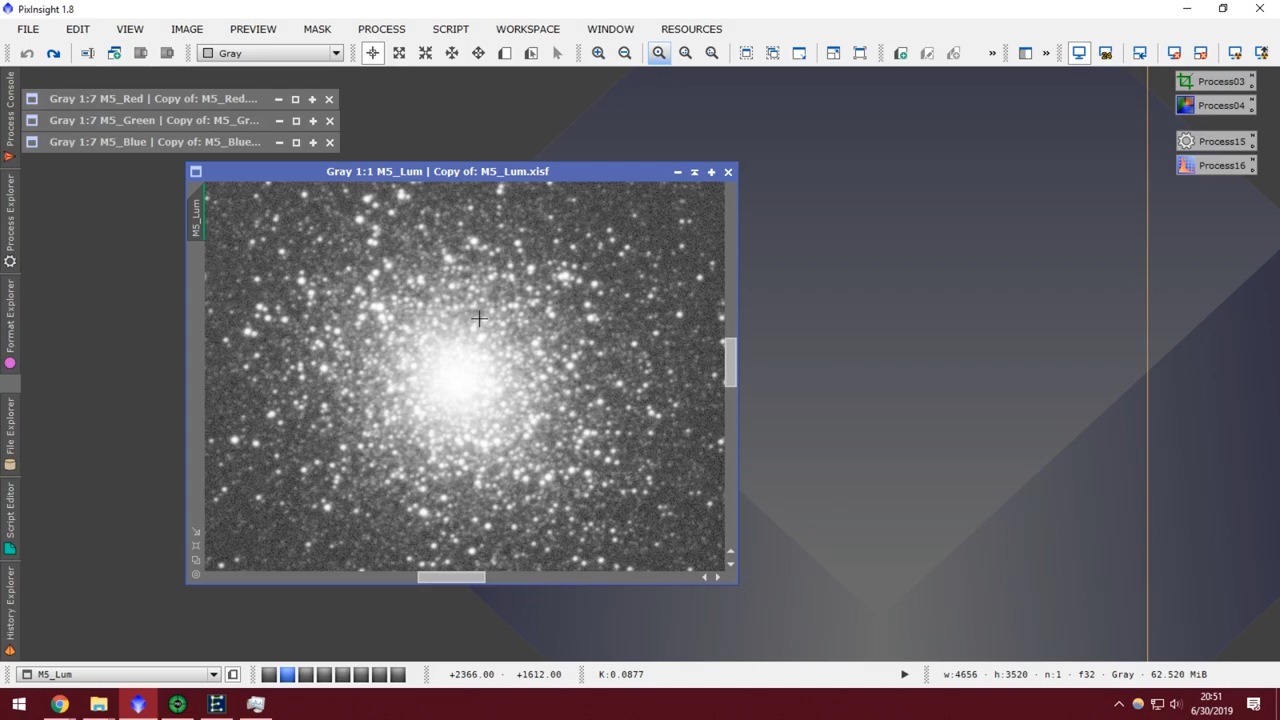 PixInsight 1.8
FILE EDIT VIEW IMAGE PREVIEW MASK PROCESS SCRIPT WORKSPACE WINDOW RESOURCES
Gray
Process Console
Process Explorer
Format Explorer
File Explorer
Script Editor
History Explorer
Gray 1:7 M5_Red | Copy of: M5_Red....
Gray 1:7 M5_Green | Copy of: M5_Gr...
Gray 1:7 M5_Blue | Copy of: M5_Blue...
Gray 1:1 M5_Lum | Copy of: M5_Lum.xisf
M5_Lum
Process03
Process04
Process15
Process16
M5_Lum
+2366.00 · +1612.00
K:0.0877
w:4656 · h:3520 · n:1 · f32 · Gray · 62.520 MiB
20:51
6/30/2019